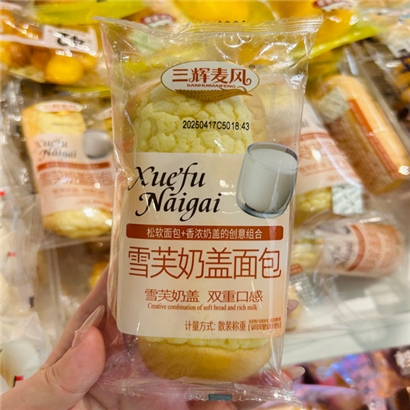 三辉麦风
SANHUIMAIFENG
20250417C5018:43
Xuefu
Naigai
松软面包+香浓奶盖的创意组合
雪芙奶盖面包
雪芙奶盖 双重口感
Creative combination of soft bread and rich milk
计量方式: 散装称重